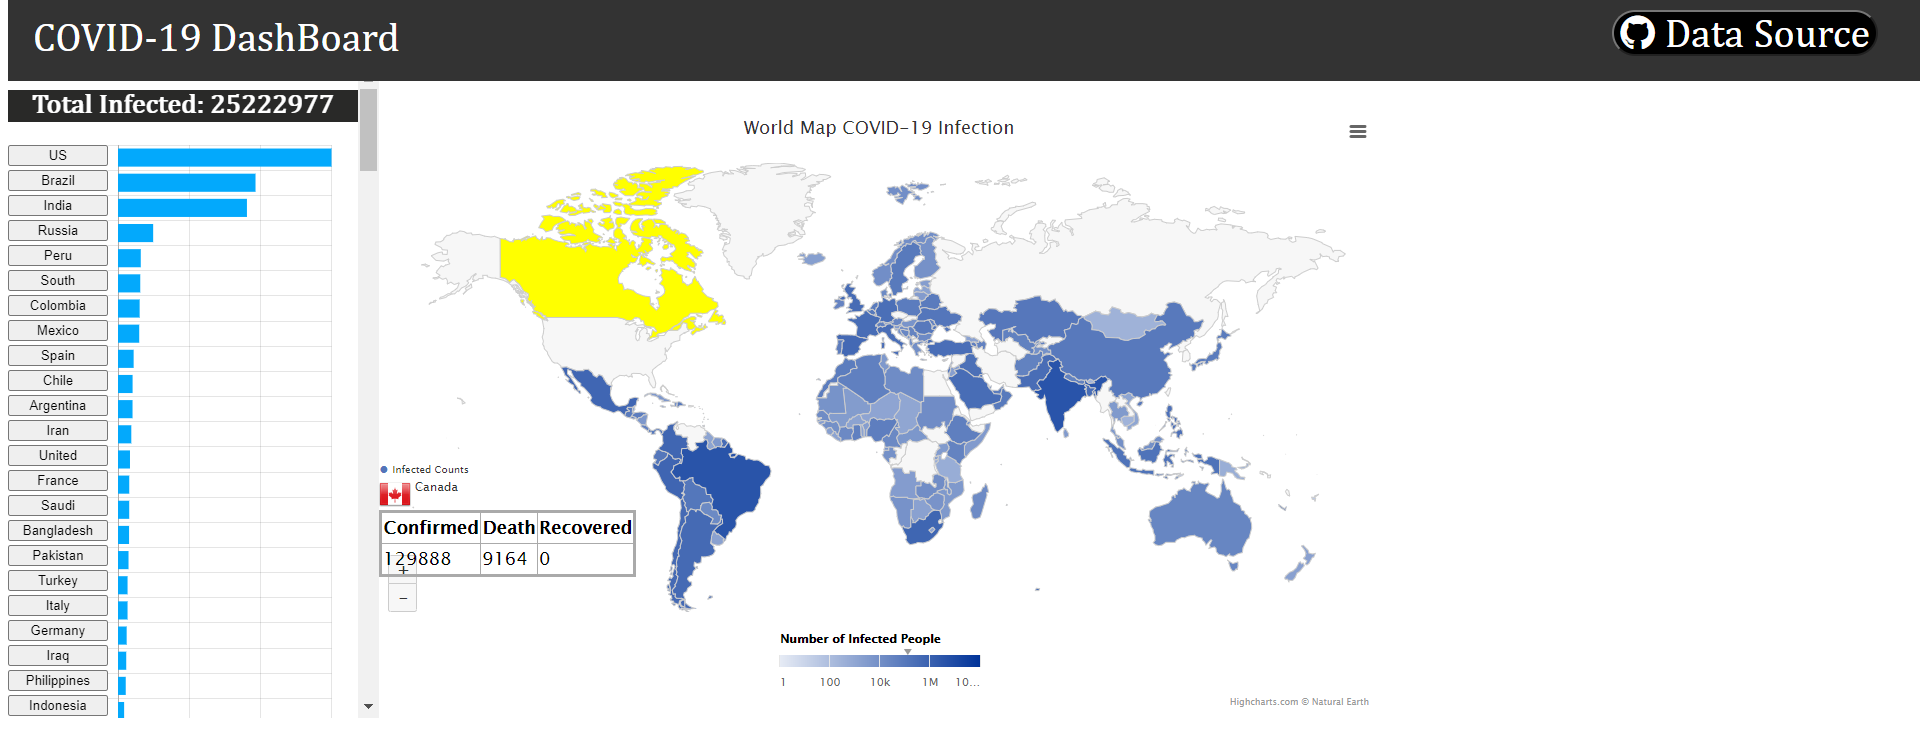 COVID-19 DashBoard
Data Source
Total Infected: 25222977
US
Brazil
India
Russia
Peru
South
Colombia
Mexico
Spain
Chile
Argentina
Iran
United
France
Saudi
Bangladesh
Pakistan
Turkey
Italy
Germany
Iraq
Philippines
Indonesia
World Map COVID-19 Infection
Infected Counts
Canada
Confirmed Death Recovered
129888 9164 0
+
−
Number of Infected People
1 100 10k 1M 10...
Highcharts.com © Natural Earth